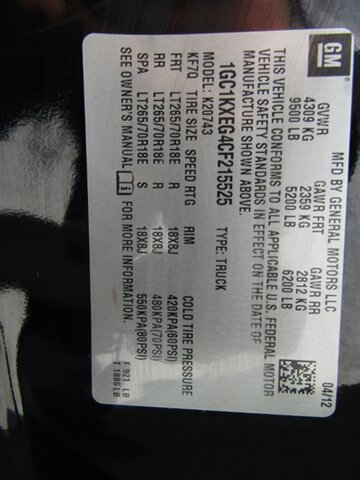 GM
MFD BY GENERAL MOTORS LLC
04/12
GVWR GAWR FRT GAWR RR
4309 KG 2359 KG 2812 KG
9500 LB 5200 LB 6200 LB
THIS VEHICLE CONFORMS TO ALL APPLICABLE U.S. FEDERAL MOTOR
VEHICLE SAFETY STANDARDS IN EFFECT ON THE DATE OF
MANUFACTURE SHOWN ABOVE.
1GC1KXEG4CF215525 TYPE: TRUCK
MODEL: K20743
KF7Q TIRE SIZE SPEED RTG RIM COLD TIRE PRESSURE
FRT LT265/70R18E R 18X8J 420KPA(60PSI)
RR LT265/70R18E R 18X8J 480KPA(70PSI)
SPA LT265/70R18E S 18X8J 550KPA(80PSI)
SEE OWNER'S MANUAL i FOR MORE INFORMATION.
F 921 LB
T 1886 LB